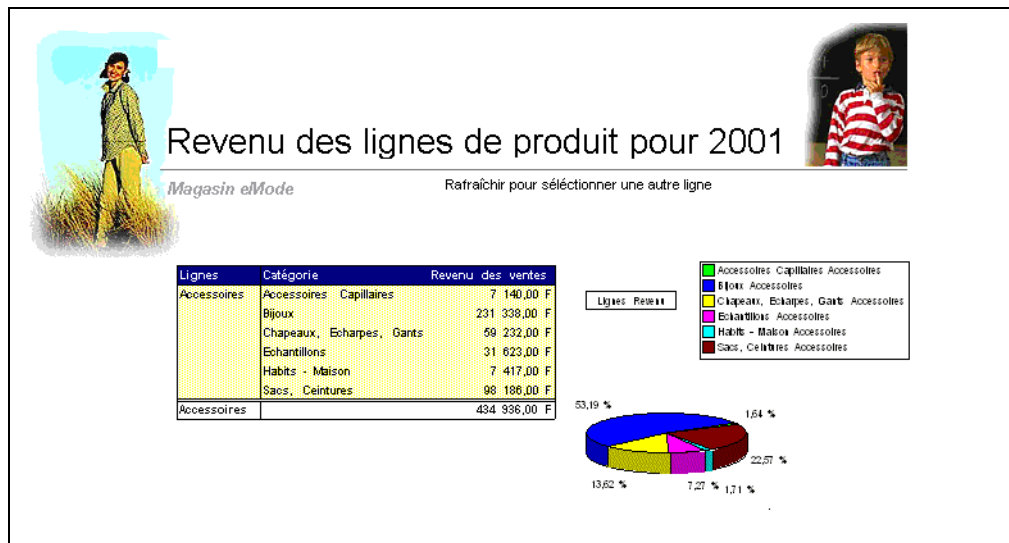 Revenu des lignes de produit pour 2001
Magasin eMode
Rafraîchir pour séléctionner une autre ligne
Lignes Catégorie Revenu des ventes
Accessoires Accessoires Capillaires 7 140,00 F
Bijoux 231 338,00 F
Chapeaux, Echarpes, Gants 59 232,00 F
Echantillons 31 623,00 F
Habits - Maison 7 417,00 F
Sacs, Ceintures 98 186,00 F
Accessoires 434 936,00 F
Lignes Revenu
Accessoires Capillaires Accessoires
Bijoux Accessoires
Chapeaux, Echarpes, Gants Accessoires
Echantillons Accessoires
Habits - Maison Accessoires
Sacs, Ceintures Accessoires
53,19 %
1,64 %
22,57 %
13,62 %
7,27 %
1,71 %